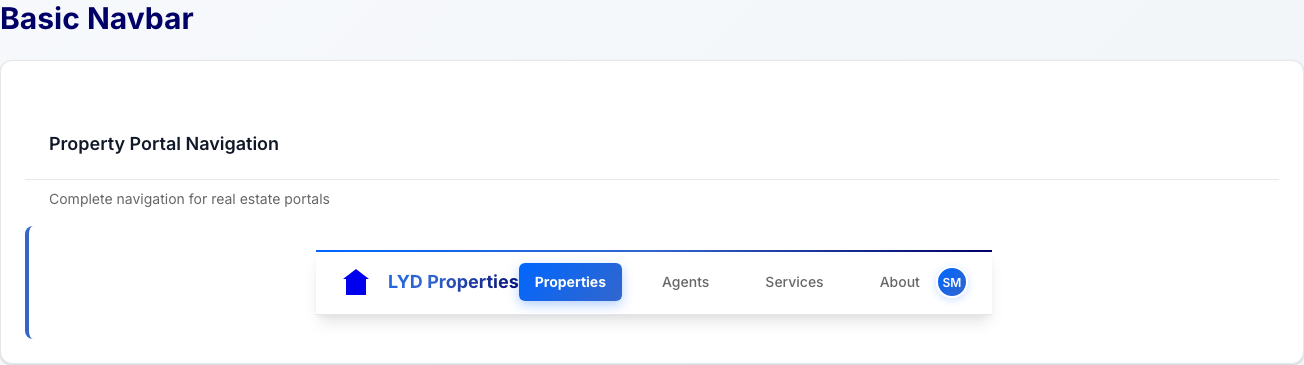 Basic Navbar
Property Portal Navigation
Complete navigation for real estate portals
LYD Properties Properties Agents Services About SM